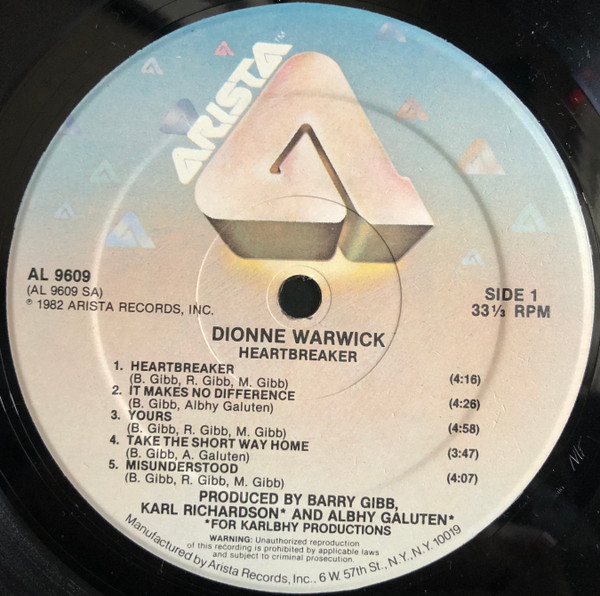 ARISTA™
AL 9609
(AL 9609 SA)
℗ 1982 ARISTA RECORDS, INC.
SIDE 1
33⅓ RPM
DIONNE WARWICK
HEARTBREAKER
1. HEARTBREAKER
(B. Gibb, R. Gibb, M. Gibb) (4:16)
2. IT MAKES NO DIFFERENCE
(B. Gibb, Albhy Galuten) (4:26)
3. YOURS
(B. Gibb, R. Gibb, M. Gibb) (4:58)
4. TAKE THE SHORT WAY HOME
(B. Gibb, A. Galuten) (3:47)
5. MISUNDERSTOOD
(B. Gibb, R. Gibb, M. Gibb) (4:07)
PRODUCED BY BARRY GIBB,
KARL RICHARDSON* AND ALBHY GALUTEN*
*FOR KARLBHY PRODUCTIONS
WARNING: Unauthorized reproduction
of this recording is prohibited by applicable laws
and subject to criminal prosecution.
Manufactured by Arista Records, Inc., 6 W. 57th St., N.Y., N.Y. 10019